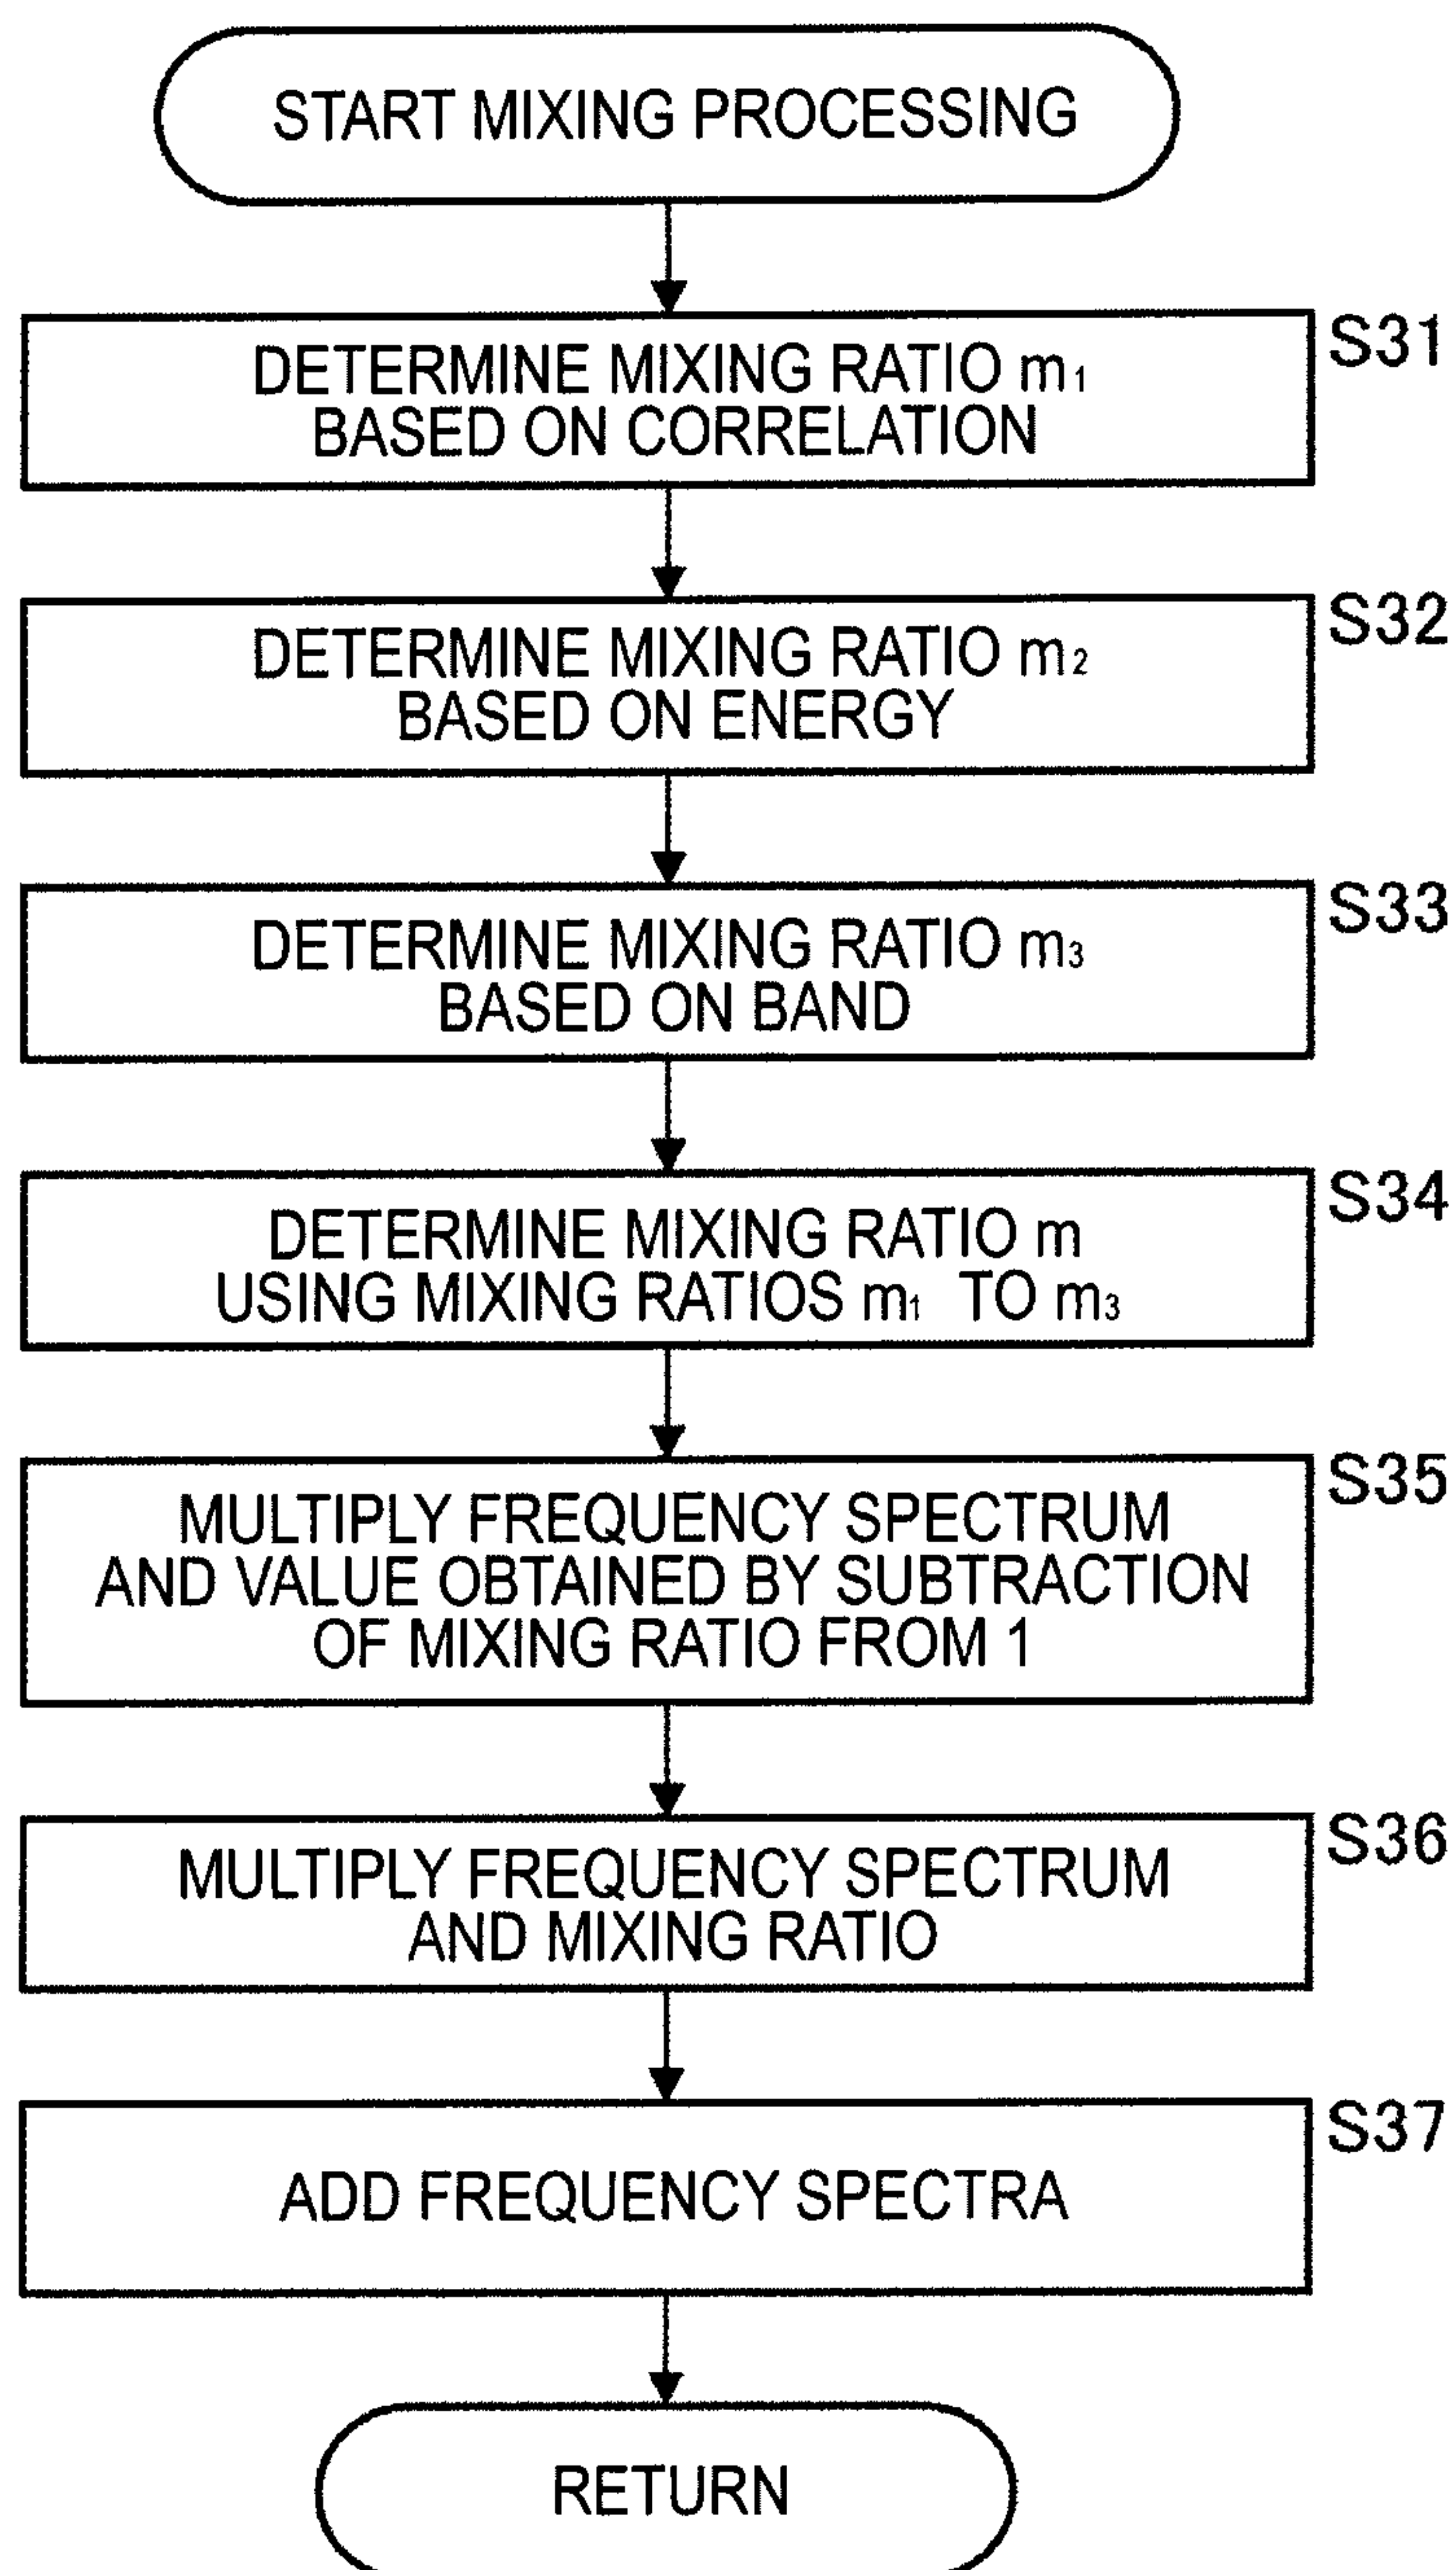 START MIXING PROCESSING
S31
DETERMINE MIXING RATIO m₁
BASED ON CORRELATION
S32
DETERMINE MIXING RATIO m₂
BASED ON ENERGY
S33
DETERMINE MIXING RATIO m₃
BASED ON BAND
S34
DETERMINE MIXING RATIO m
USING MIXING RATIOS m₁ TO m₃
S35
MULTIPLY FREQUENCY SPECTRUM
AND VALUE OBTAINED BY SUBTRACTION
OF MIXING RATIO FROM 1
S36
MULTIPLY FREQUENCY SPECTRUM
AND MIXING RATIO
S37
ADD FREQUENCY SPECTRA
RETURN